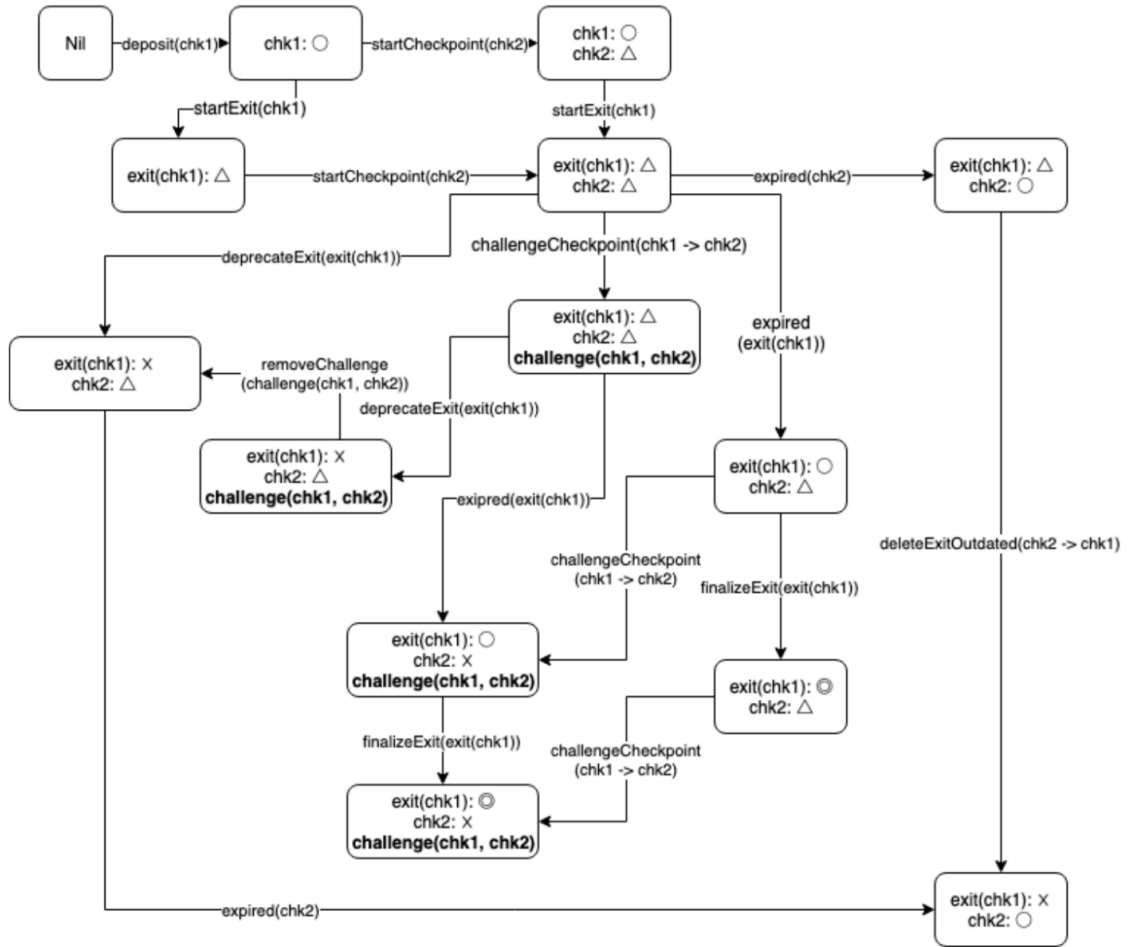 Nil
deposit(chk1)
chk1: ○
startCheckpoint(chk2)
chk1: ○
chk2: △
startExit(chk1)
startExit(chk1)
exit(chk1): △
startCheckpoint(chk2)
exit(chk1): △
chk2: △
expired(chk2)
exit(chk1): △
chk2: ○
deprecateExit(exit(chk1))
challengeCheckpoint(chk1 -> chk2)
expired
(exit(chk1))
exit(chk1): △
chk2: △
challenge(chk1, chk2)
exit(chk1): X
chk2: △
removeChallenge
(challenge(chk1, chk2))
deprecateExit(exit(chk1))
exit(chk1): X
chk2: △
challenge(chk1, chk2)
exit(chk1): ○
chk2: △
exipred(exit(chk1))
deleteExitOutdated(chk2 -> chk1)
challengeCheckpoint
(chk1 -> chk2)
finalizeExit(exit(chk1))
exit(chk1): ○
chk2: X
challenge(chk1, chk2)
exit(chk1): ◎
chk2: △
finalizeExit(exit(chk1))
challengeCheckpoint
(chk1 -> chk2)
exit(chk1): ◎
chk2: X
challenge(chk1, chk2)
expired(chk2)
exit(chk1): X
chk2: ○